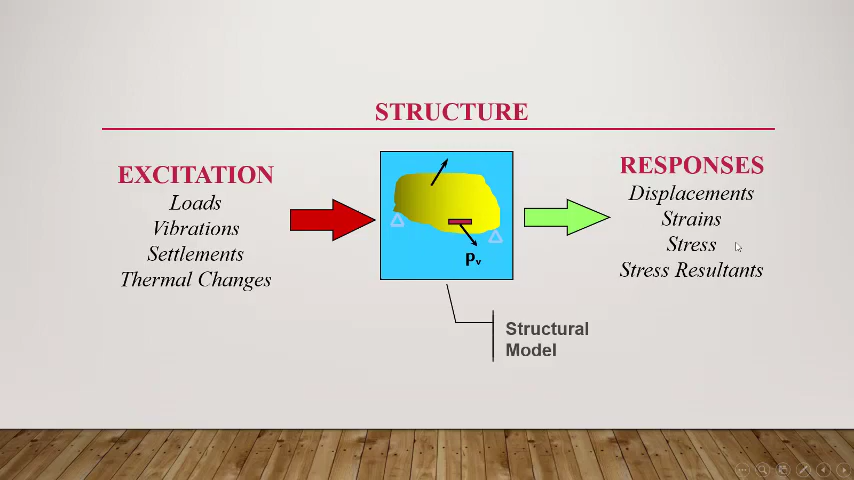 STRUCTURE
EXCITATION
Loads
Vibrations
Settlements
Thermal Changes
pv
RESPONSES
Displacements
Strains
Stress
Stress Resultants
Structural
Model